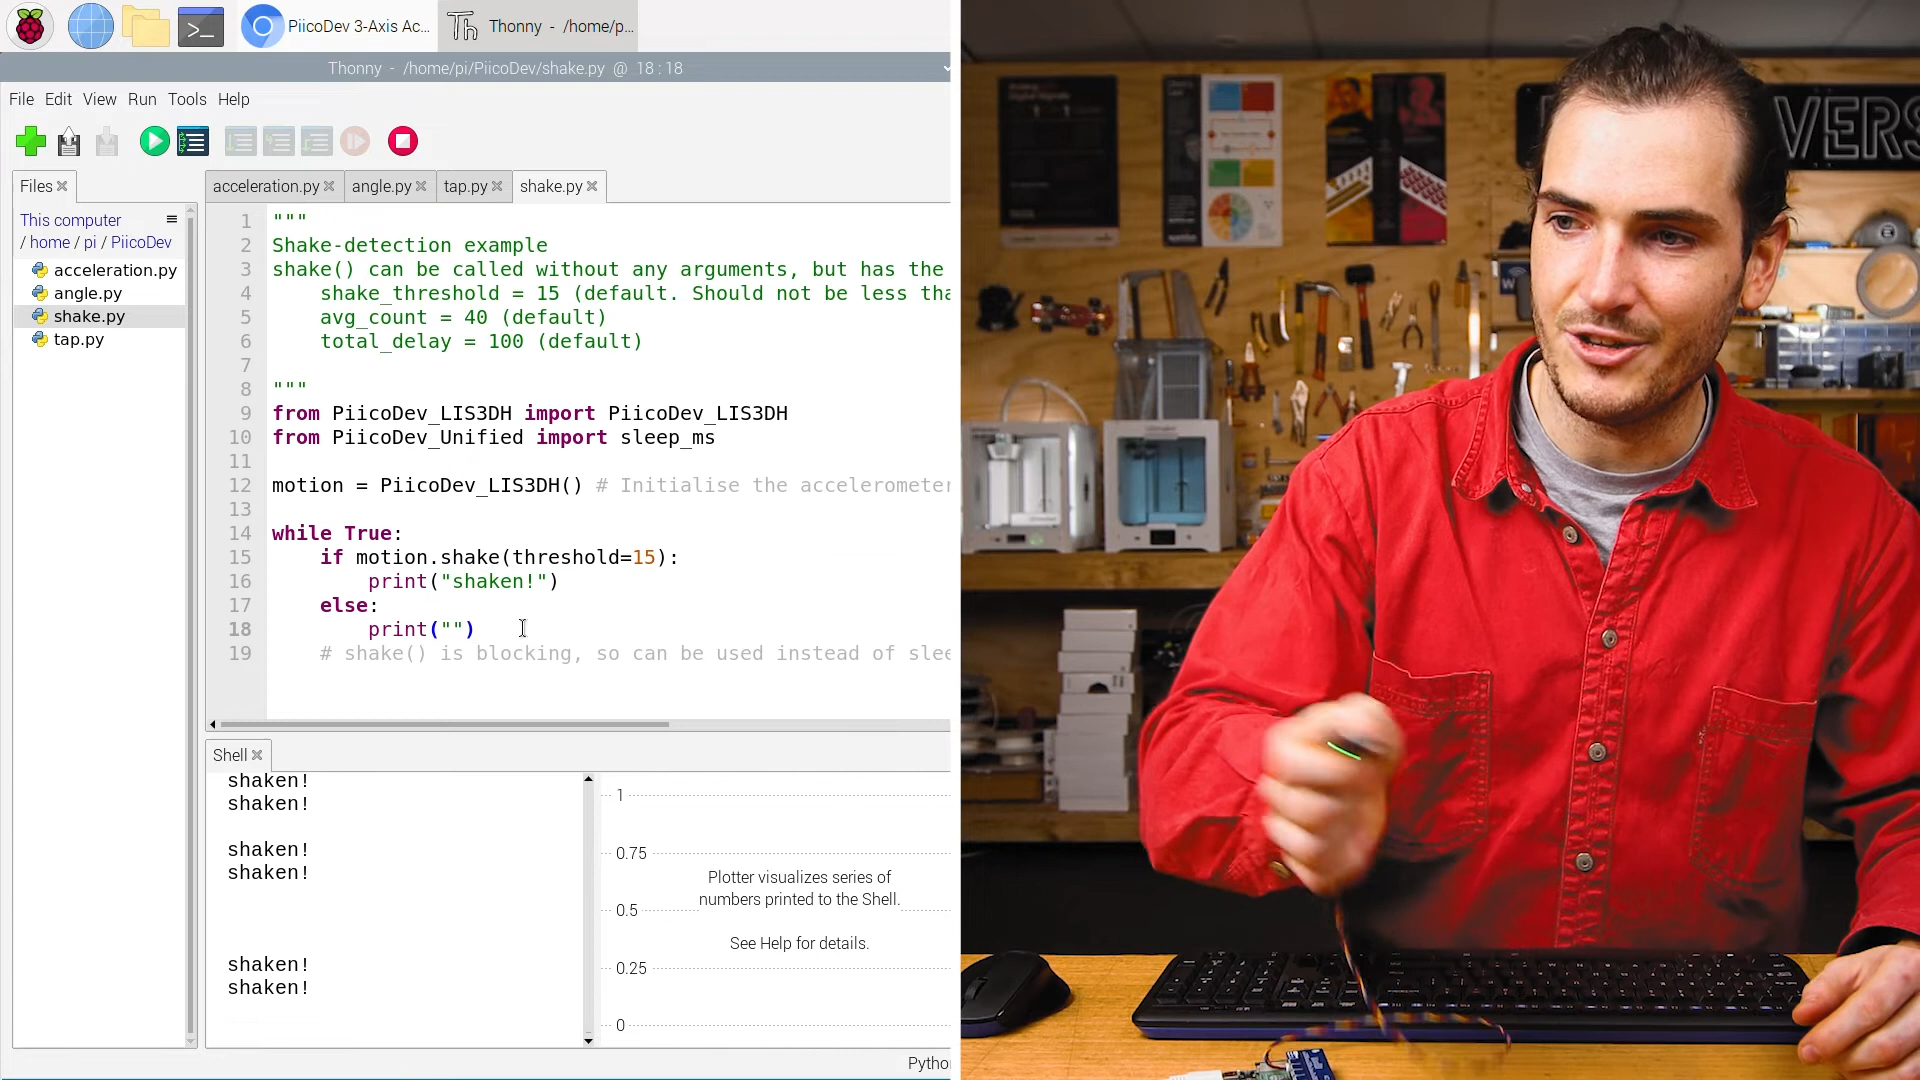 PiicoDev 3-Axis Ac...
Thonny - /home/p...
Thonny - /home/pi/PiicoDev/shake.py @ 18:18
File Edit View Run Tools Help
Files
acceleration.py
angle.py
tap.py
shake.py
This computer
/ home / pi / PiicoDev
acceleration.py
angle.py
shake.py
tap.py
1 """
2 Shake-detection example
3 shake() can be called without any arguments, but has the
4 shake_threshold = 15 (default. Should not be less tha
5 avg_count = 40 (default)
6 total_delay = 100 (default)
7
8 """
9 from PiicoDev_LIS3DH import PiicoDev_LIS3DH
10 from PiicoDev_Unified import sleep_ms
11
12 motion = PiicoDev_LIS3DH() # Initialise the accelerometer
13
14 while True:
15 if motion.shake(threshold=15):
16 print("shaken!")
17 else:
18 print("")
19 # shake() is blocking, so can be used instead of slee
Shell
shaken!
shaken!
shaken!
shaken!
shaken!
shaken!
1
0.75
Plotter visualizes series of
numbers printed to the Shell.
0.5
See Help for details.
0.25
0
Pytho
VERS